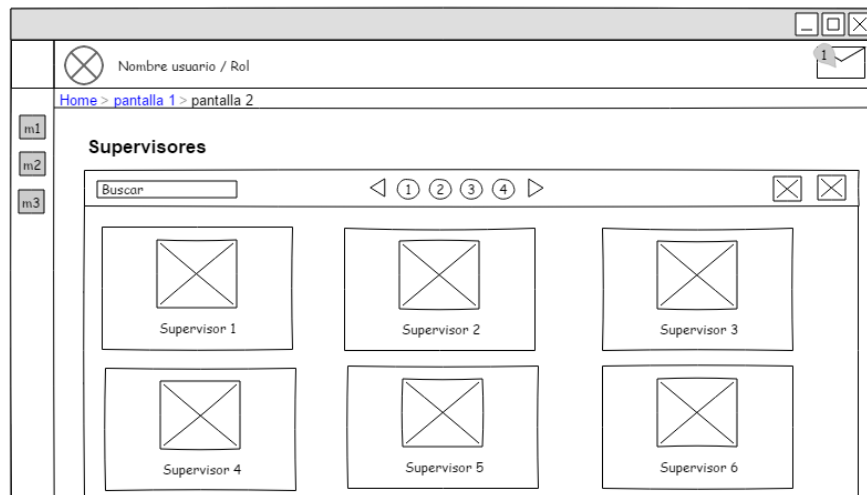 1
Nombre usuario / Rol
Home > pantalla 1 > pantalla 2
m1
m2
m3
Supervisores
Buscar
1 2 3 4
Supervisor 1
Supervisor 2
Supervisor 3
Supervisor 4
Supervisor 5
Supervisor 6